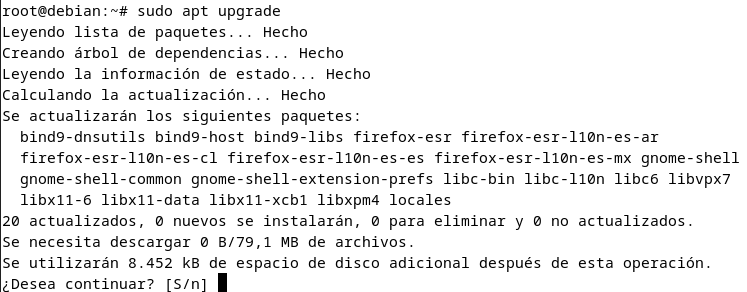 root@debian:~# sudo apt upgrade
Leyendo lista de paquetes... Hecho
Creando árbol de dependencias... Hecho
Leyendo la información de estado... Hecho
Calculando la actualización... Hecho
Se actualizarán los siguientes paquetes:
  bind9-dnsutils bind9-host bind9-libs firefox-esr firefox-esr-l10n-es-ar
  firefox-esr-l10n-es-cl firefox-esr-l10n-es-es firefox-esr-l10n-es-mx gnome-shell
  gnome-shell-common gnome-shell-extension-prefs libc-bin libc-l10n libc6 libvpx7
  libx11-6 libx11-data libx11-xcb1 libxpm4 locales
20 actualizados, 0 nuevos se instalarán, 0 para eliminar y 0 no actualizados.
Se necesita descargar 0 B/79,1 MB de archivos.
Se utilizarán 8.452 kB de espacio de disco adicional después de esta operación.
¿Desea continuar? [S/n]